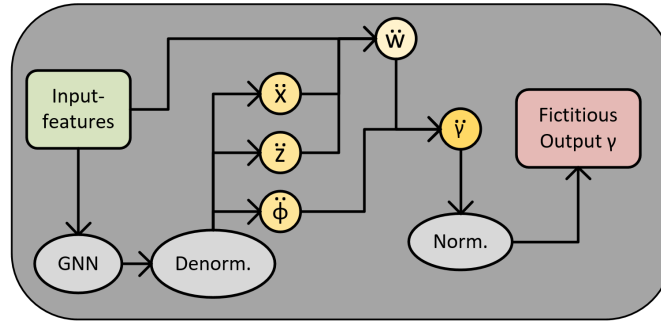 ẅ
Input-
features
ẍ
z̈
ϕ̈
γ̈
Fictitious
Output γ
GNN
Denorm.
Norm.